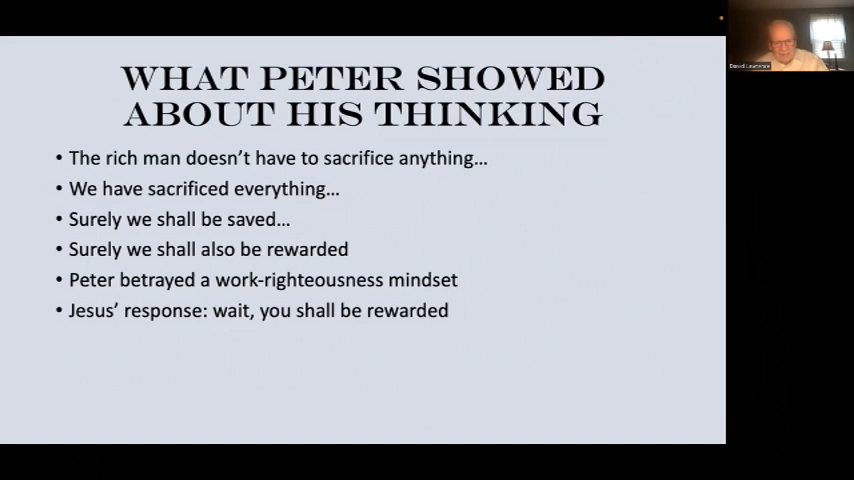 WHAT PETER SHOWED
ABOUT HIS THINKING
• The rich man doesn't have to sacrifice anything...
• We have sacrificed everything...
• Surely we shall be saved...
• Surely we shall also be rewarded
• Peter betrayed a work-righteousness mindset
• Jesus' response: wait, you shall be rewarded
Lawrence